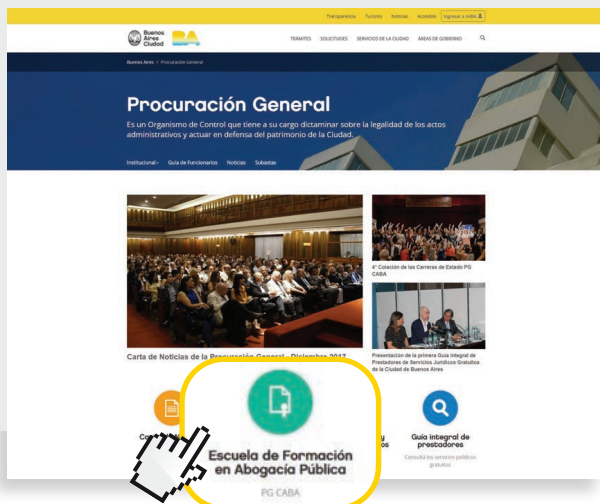 Transparencia Turismo Noticias Accesible Ingresar a miBA
Buenos
Aires
Ciudad
BA
TRÁMITES SOLICITUDES SERVICIOS DE LA CIUDAD ÁREAS DE GOBIERNO
Buenos Aires / Procuración General
Procuración General
Es un Organismo de Control que tiene a su cargo dictaminar sobre la legalidad de los actos
administrativos y actuar en defensa del patrimonio de la Ciudad.
Institucional Guía de Funcionarios Noticias Subastas
4° Colación de las Carreras de Estado PG
CABA
Carta de Noticias de la Procuración General - Diciembre 2017
Presentación de la primera Guía Integral de
Prestadores de Servicios Jurídicos Gratuitos
de la Ciudad de Buenos Aires
Escuela de Formación
en Abogacía Pública
PG CABA
Guía integral de
prestadores
Consultá los servicios jurídicos
gratuitos